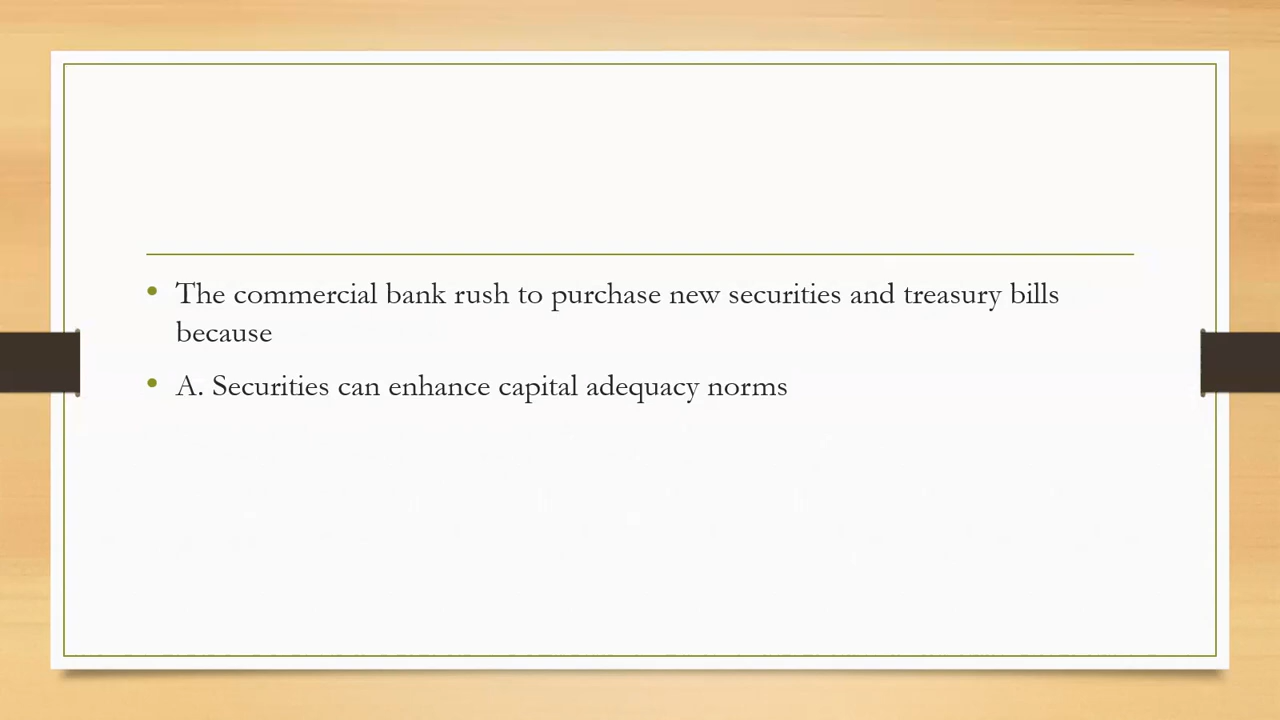 • The commercial bank rush to purchase new securities and treasury bills
because
• A. Securities can enhance capital adequacy norms